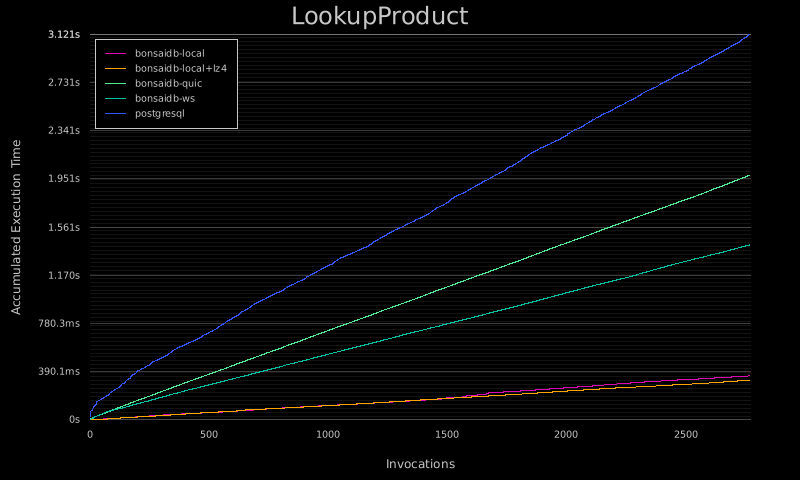 LookupProduct
3.121s
bonsaidb-local
bonsaidb-local+lz4
bonsaidb-quic
bonsaidb-ws
postgresql
2.731s
2.341s
1.951s
1.561s
1.170s
780.3ms
390.1ms
0s
Accumulated Execution Time
0 500 1000 1500 2000 2500
Invocations